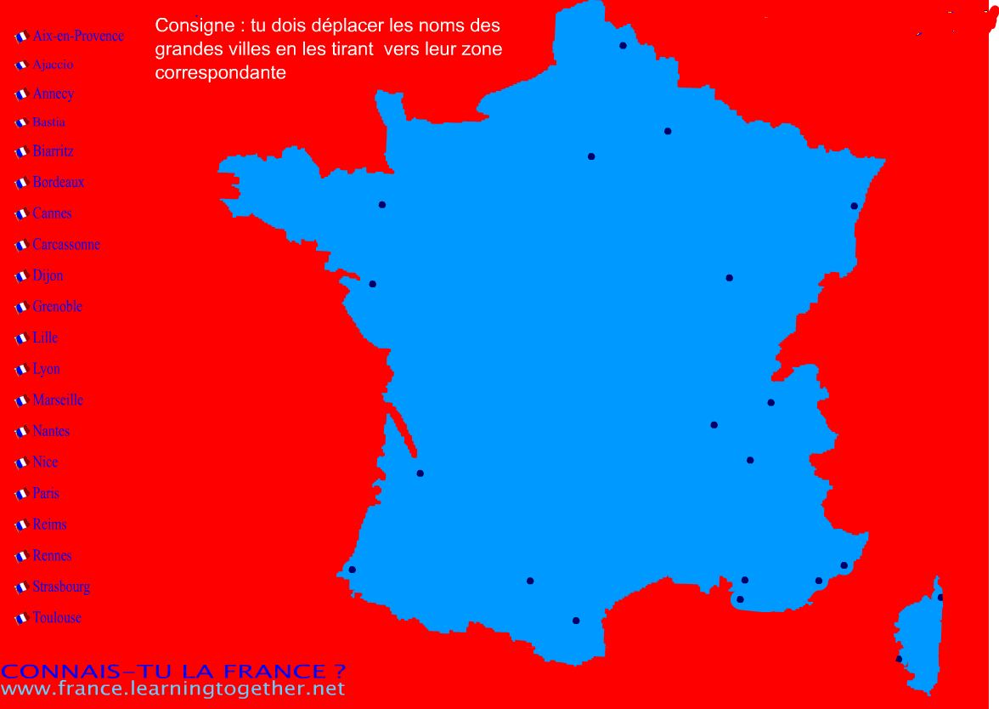 Consigne : tu dois déplacer les noms des
grandes villes en les tirant vers leur zone
correspondante
Aix-en-Provence
Ajaccio
Annecy
Bastia
Biarritz
Bordeaux
Cannes
Carcassonne
Dijon
Grenoble
Lille
Lyon
Marseille
Nantes
Nice
Paris
Reims
Rennes
Strasbourg
Toulouse
CONNAIS-TU LA FRANCE ?
www.france.learningtogether.net